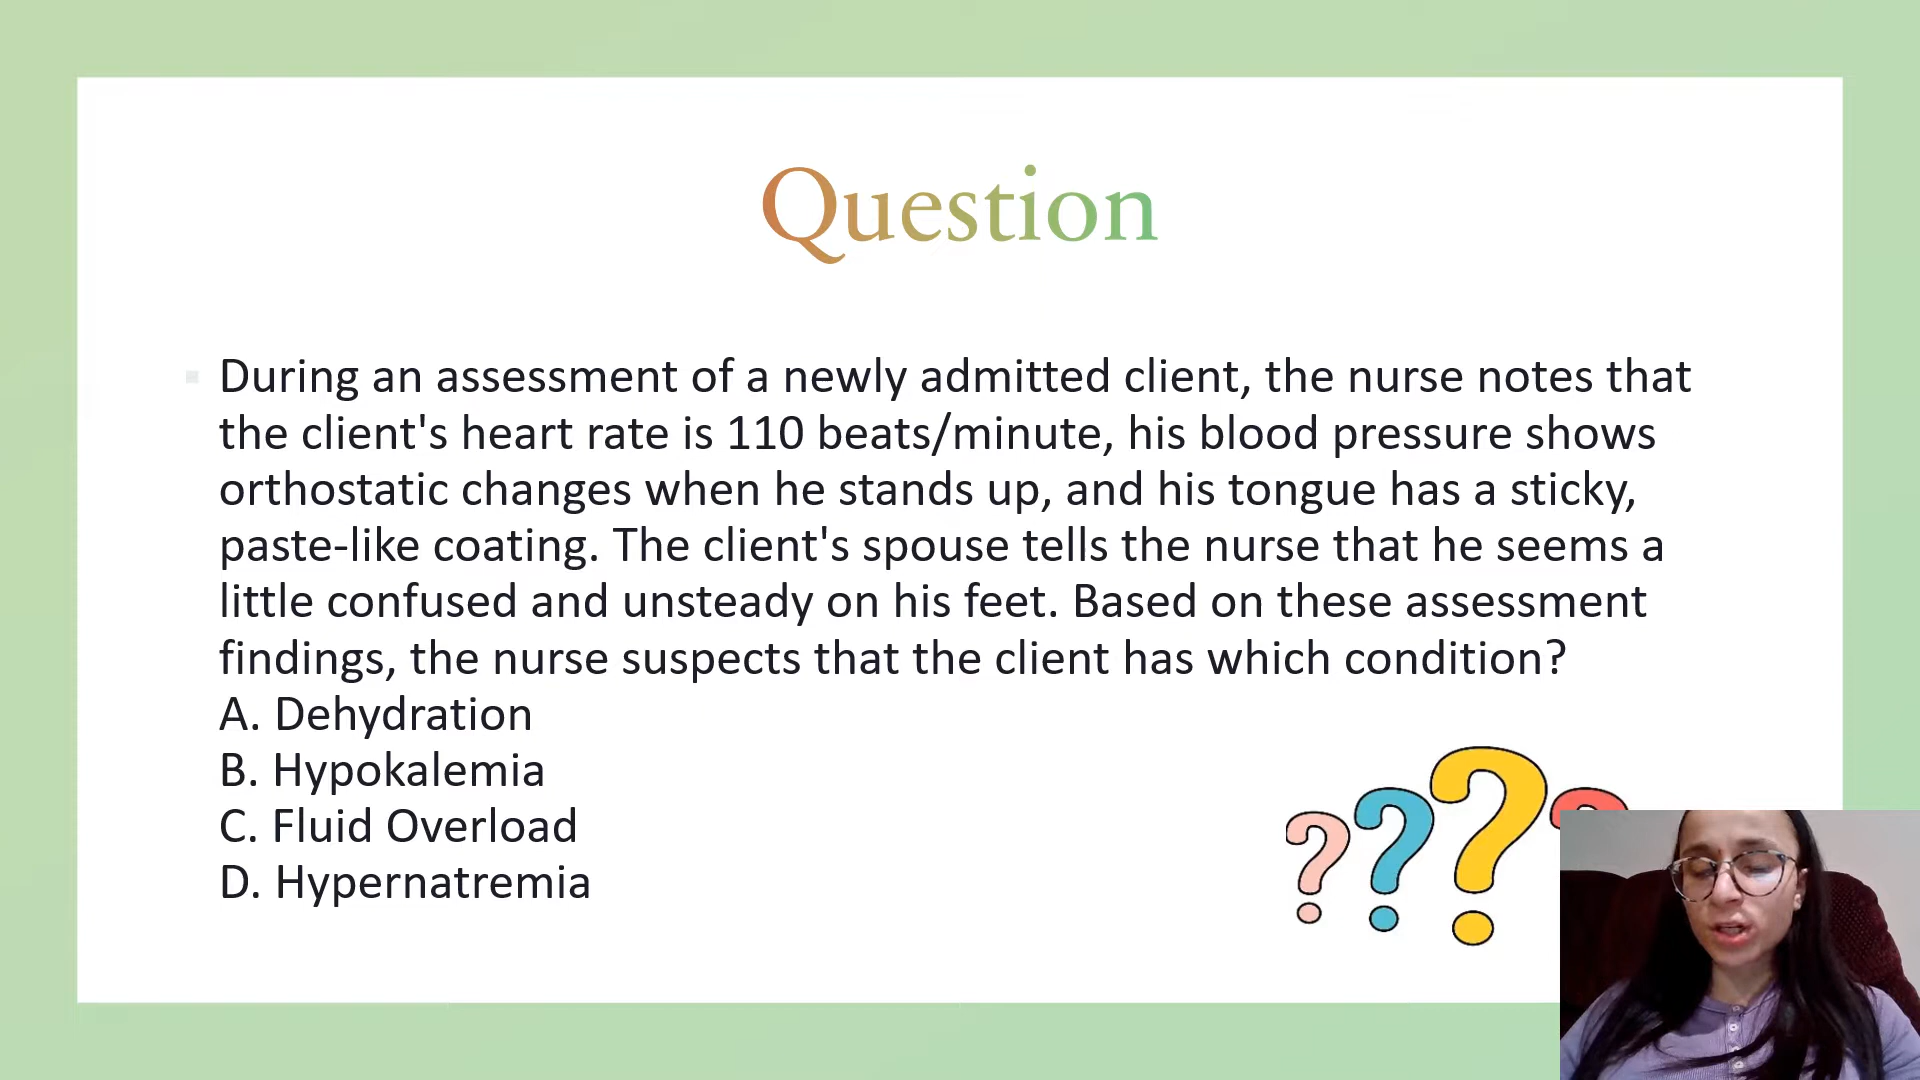 Question
During an assessment of a newly admitted client, the nurse notes that
the client's heart rate is 110 beats/minute, his blood pressure shows
orthostatic changes when he stands up, and his tongue has a sticky,
paste-like coating. The client's spouse tells the nurse that he seems a
little confused and unsteady on his feet. Based on these assessment
findings, the nurse suspects that the client has which condition?
A. Dehydration
B. Hypokalemia
C. Fluid Overload
D. Hypernatremia